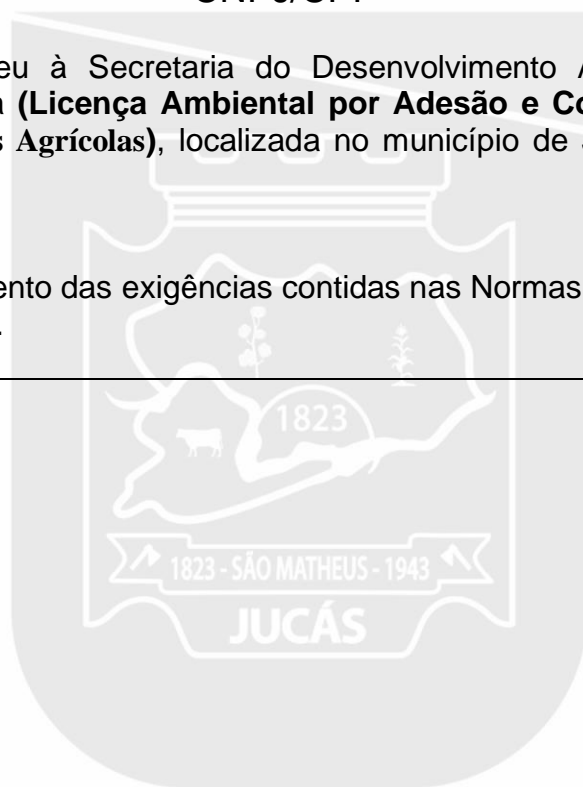 eu à Secretaria do Desenvolvimento
(Licença Ambiental por Adesão e
Agrícolas), localizada no município de
ento das exigências contidas nas Normas
1823
1823 - SÃO MATHEUS - 1943
JUCÁS